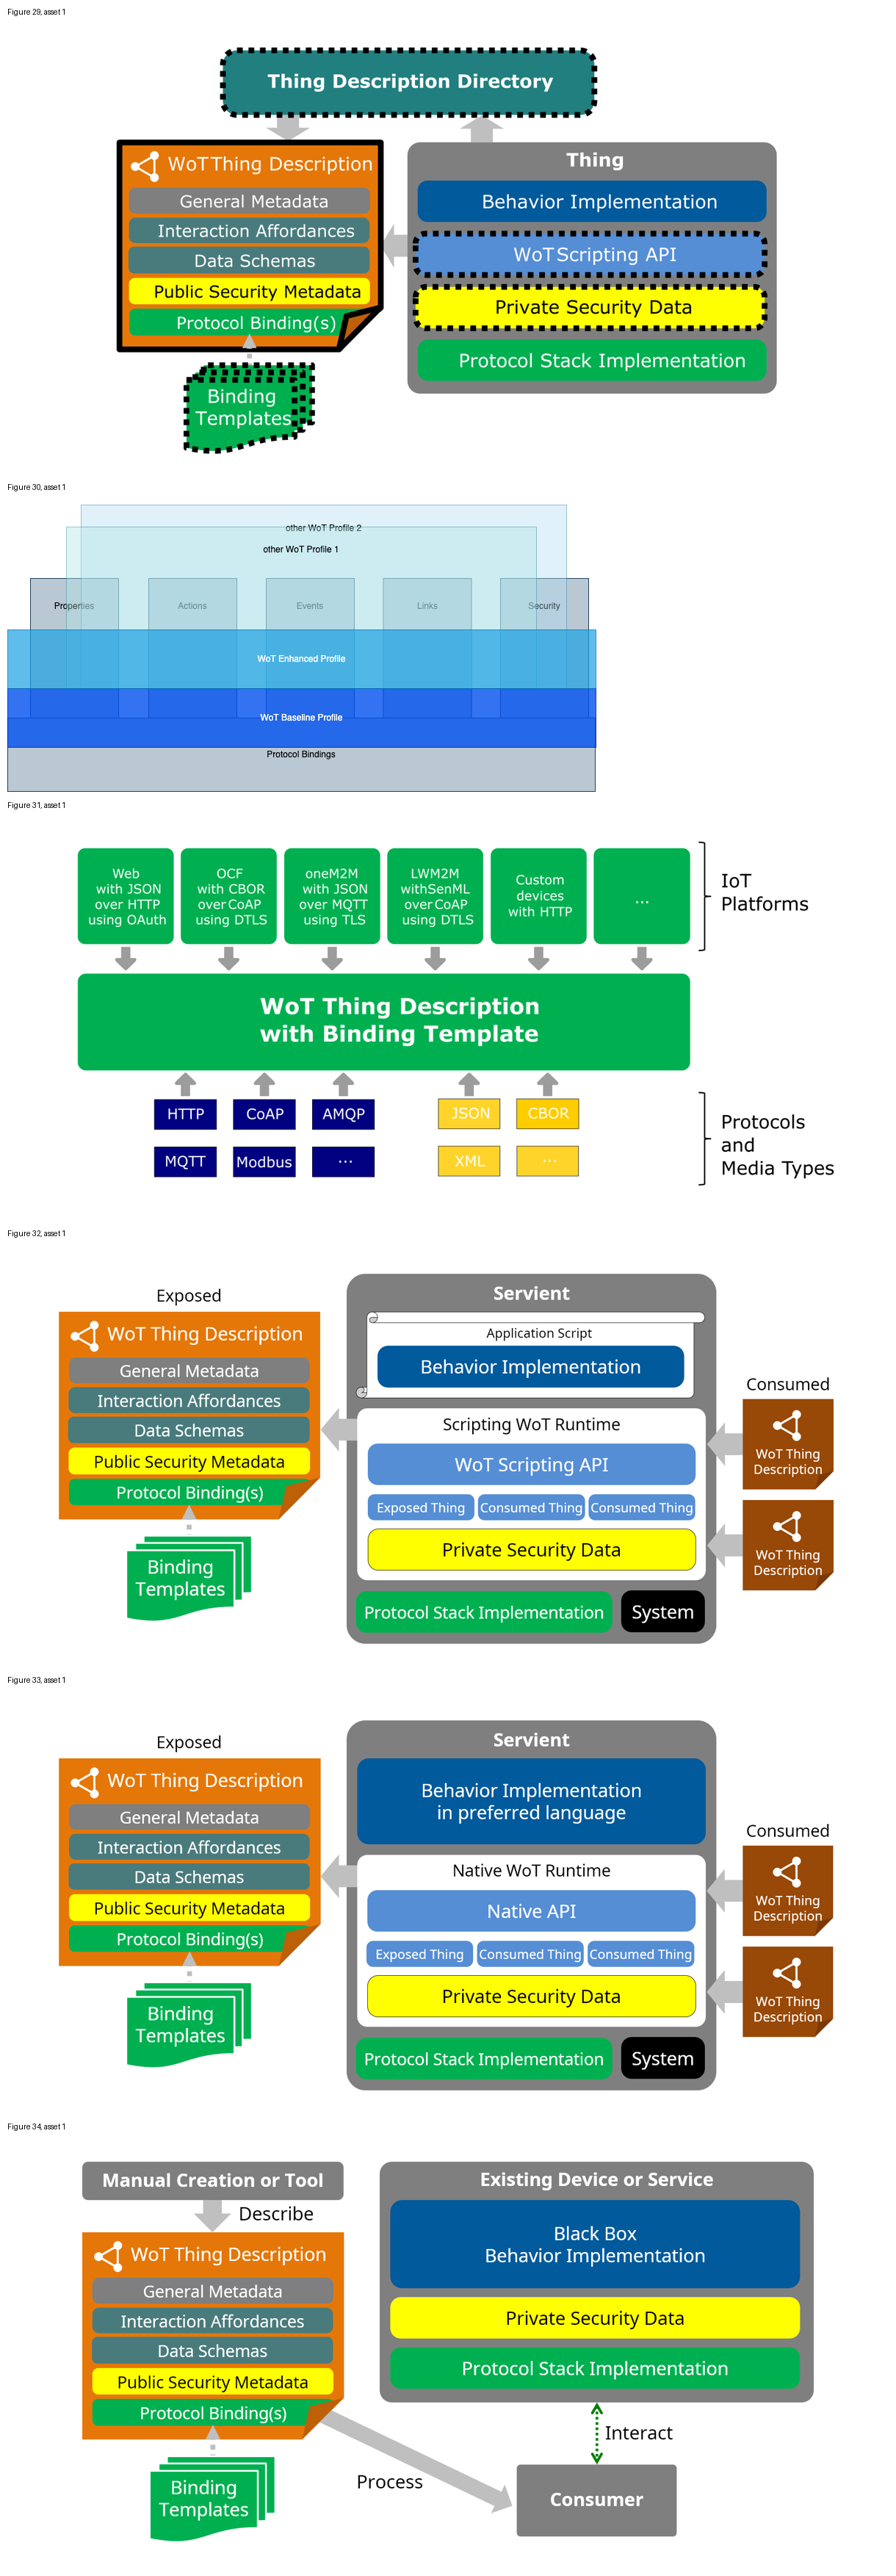 Figure 29, asset 1
Thing Description Directory
WoT Thing Description
General Metadata
Interaction Affordances
Data Schemas
Public Security Metadata
Protocol Binding(s)
Binding
Templates
Thing
Behavior Implementation
WoT Scripting API
Private Security Data
Protocol Stack Implementation
Figure 30, asset 1
other WoT Profile 2
other WoT Profile 1
Properties
Actions
Events
Links
Security
WoT Enhanced Profile
WoT Baseline Profile
Protocol Bindings
Figure 31, asset 1
Web
with JSON
over HTTP
using OAuth
OCF
with CBOR
over CoAP
using DTLS
oneM2M
with JSON
over MQTT
using TLS
LWM2M
withSenML
over CoAP
using DTLS
Custom
devices
with HTTP
...
IoT
Platforms
WoT Thing Description
with Binding Template
HTTP
CoAP
AMQP
JSON
CBOR
MQTT
Modbus
...
XML
...
Protocols
and
Media Types
Figure 32, asset 1
Exposed
WoT Thing Description
General Metadata
Interaction Affordances
Data Schemas
Public Security Metadata
Protocol Binding(s)
Binding
Templates
Servient
Application Script
Behavior Implementation
Scripting WoT Runtime
WoT Scripting API
Exposed Thing
Consumed Thing
Consumed Thing
Private Security Data
Protocol Stack Implementation
System
Consumed
WoT Thing
Description
WoT Thing
Description
Figure 33, asset 1
Exposed
WoT Thing Description
General Metadata
Interaction Affordances
Data Schemas
Public Security Metadata
Protocol Binding(s)
Binding
Templates
Servient
Behavior Implementation
in preferred language
Native WoT Runtime
Native API
Exposed Thing
Consumed Thing
Consumed Thing
Private Security Data
Protocol Stack Implementation
System
Consumed
WoT Thing
Description
WoT Thing
Description
Figure 34, asset 1
Manual Creation or Tool
Describe
WoT Thing Description
General Metadata
Interaction Affordances
Data Schemas
Public Security Metadata
Protocol Binding(s)
Binding
Templates
Existing Device or Service
Black Box
Behavior Implementation
Private Security Data
Protocol Stack Implementation
Interact
Process
Consumer